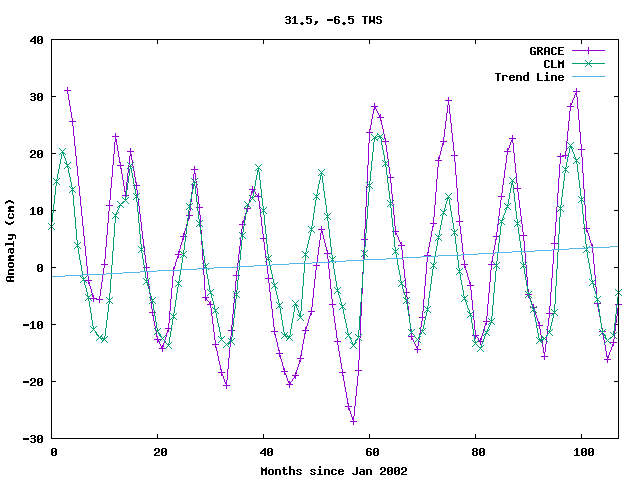 31.5, -6.5 TWS
GRACE
CLM
Trend Line
Anomaly (cm)
40
30
20
10
0
-10
-20
-30
0 20 40 60 80 100
Months since Jan 2002